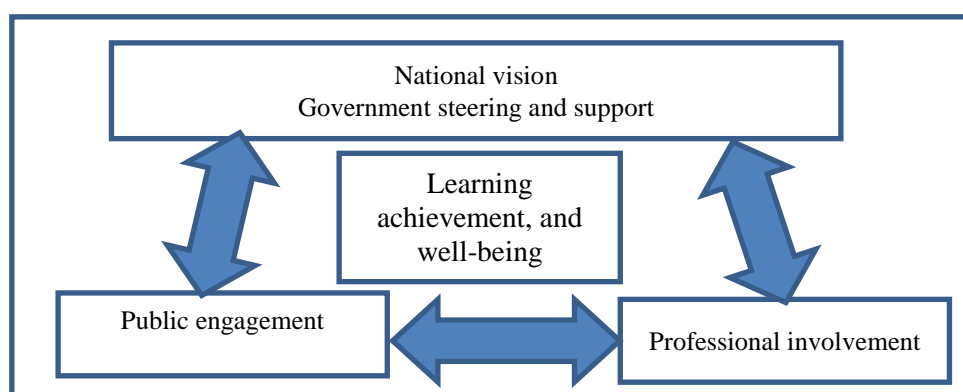 National vision
Government steering and support
Learning
achievement, and
well-being
Public engagement
Professional involvement